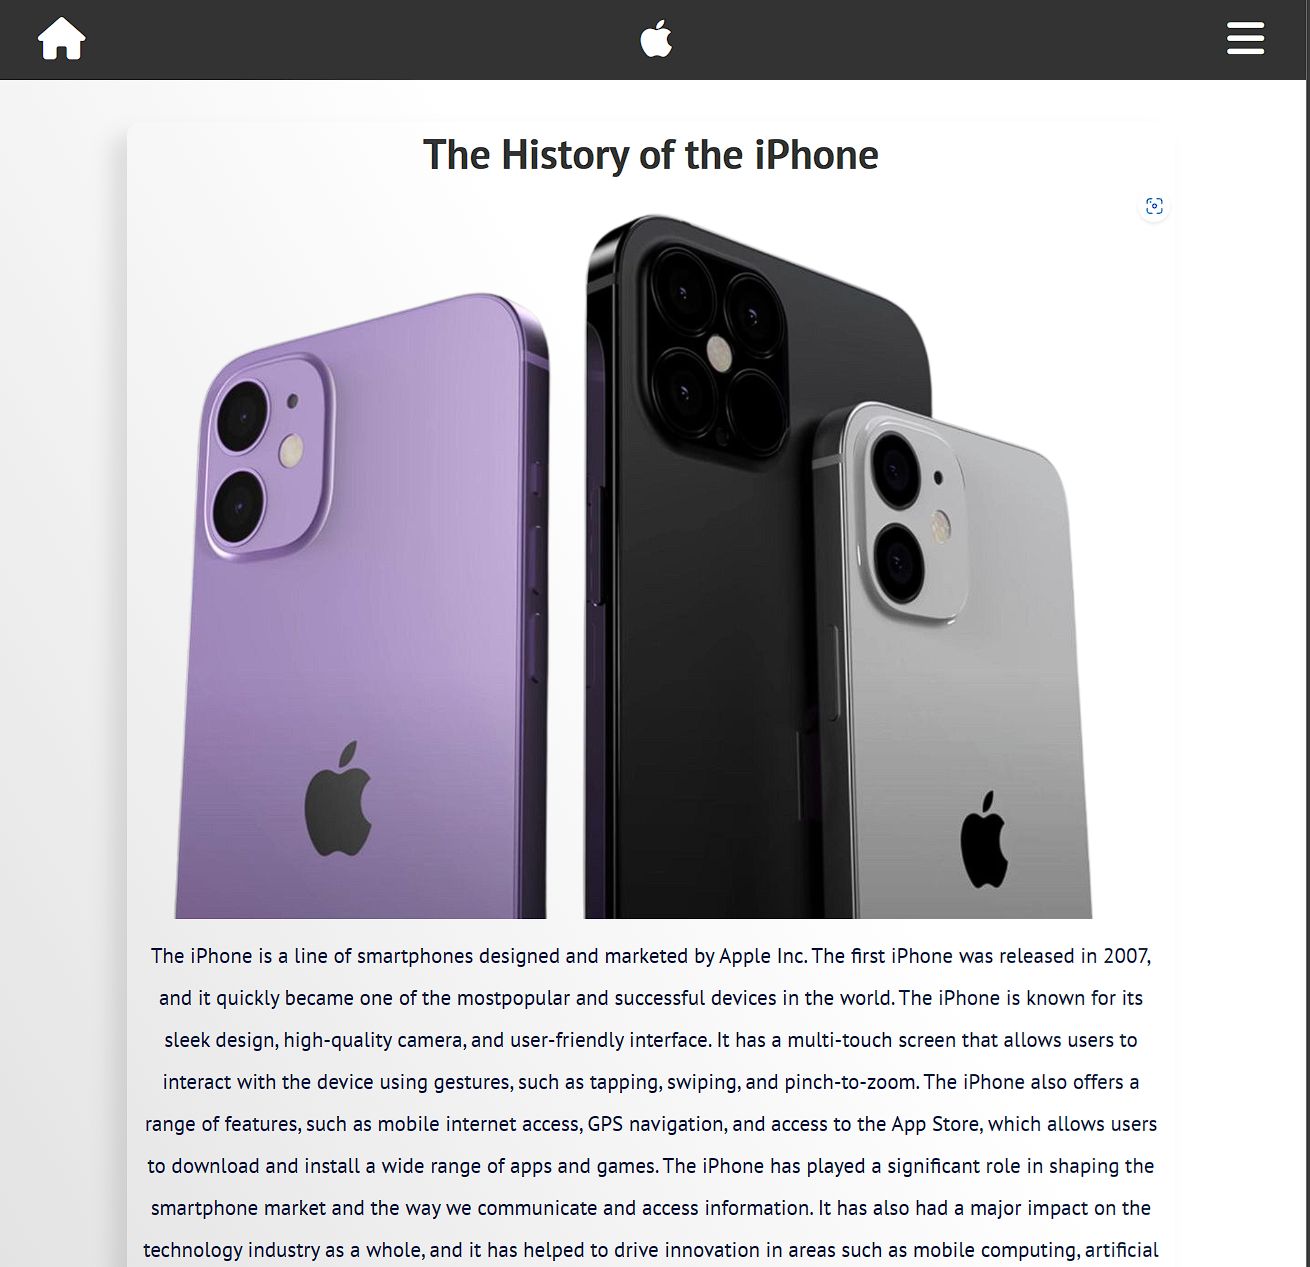 The History of the iPhone
The iPhone is a line of smartphones designed and marketed by Apple Inc. The first iPhone was released in 2007,
and it quickly became one of the mostpopular and successful devices in the world. The iPhone is known for its
sleek design, high-quality camera, and user-friendly interface. It has a multi-touch screen that allows users to
interact with the device using gestures, such as tapping, swiping, and pinch-to-zoom. The iPhone also offers a
range of features, such as mobile internet access, GPS navigation, and access to the App Store, which allows users
to download and install a wide range of apps and games. The iPhone has played a significant role in shaping the
smartphone market and the way we communicate and access information. It has also had a major impact on the
technology industry as a whole, and it has helped to drive innovation in areas such as mobile computing, artificial